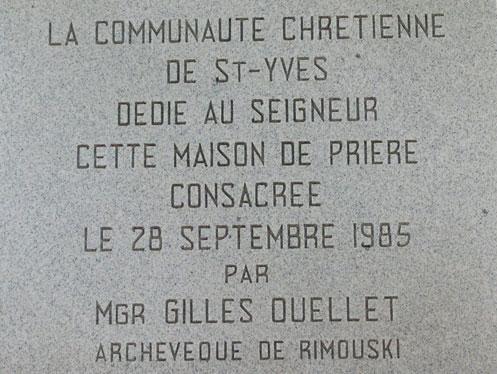 LA COMMUNAUTE CHRETIENNE
DE ST-YVES
DEDIE AU SEIGNEUR
CETTE MAISON DE PRIERE
CONSACREE
LE 28 SEPTEMBRE 1985
PAR
MGR GILLES OUELLET
ARCHEVEQUE DE RIMOUSKI